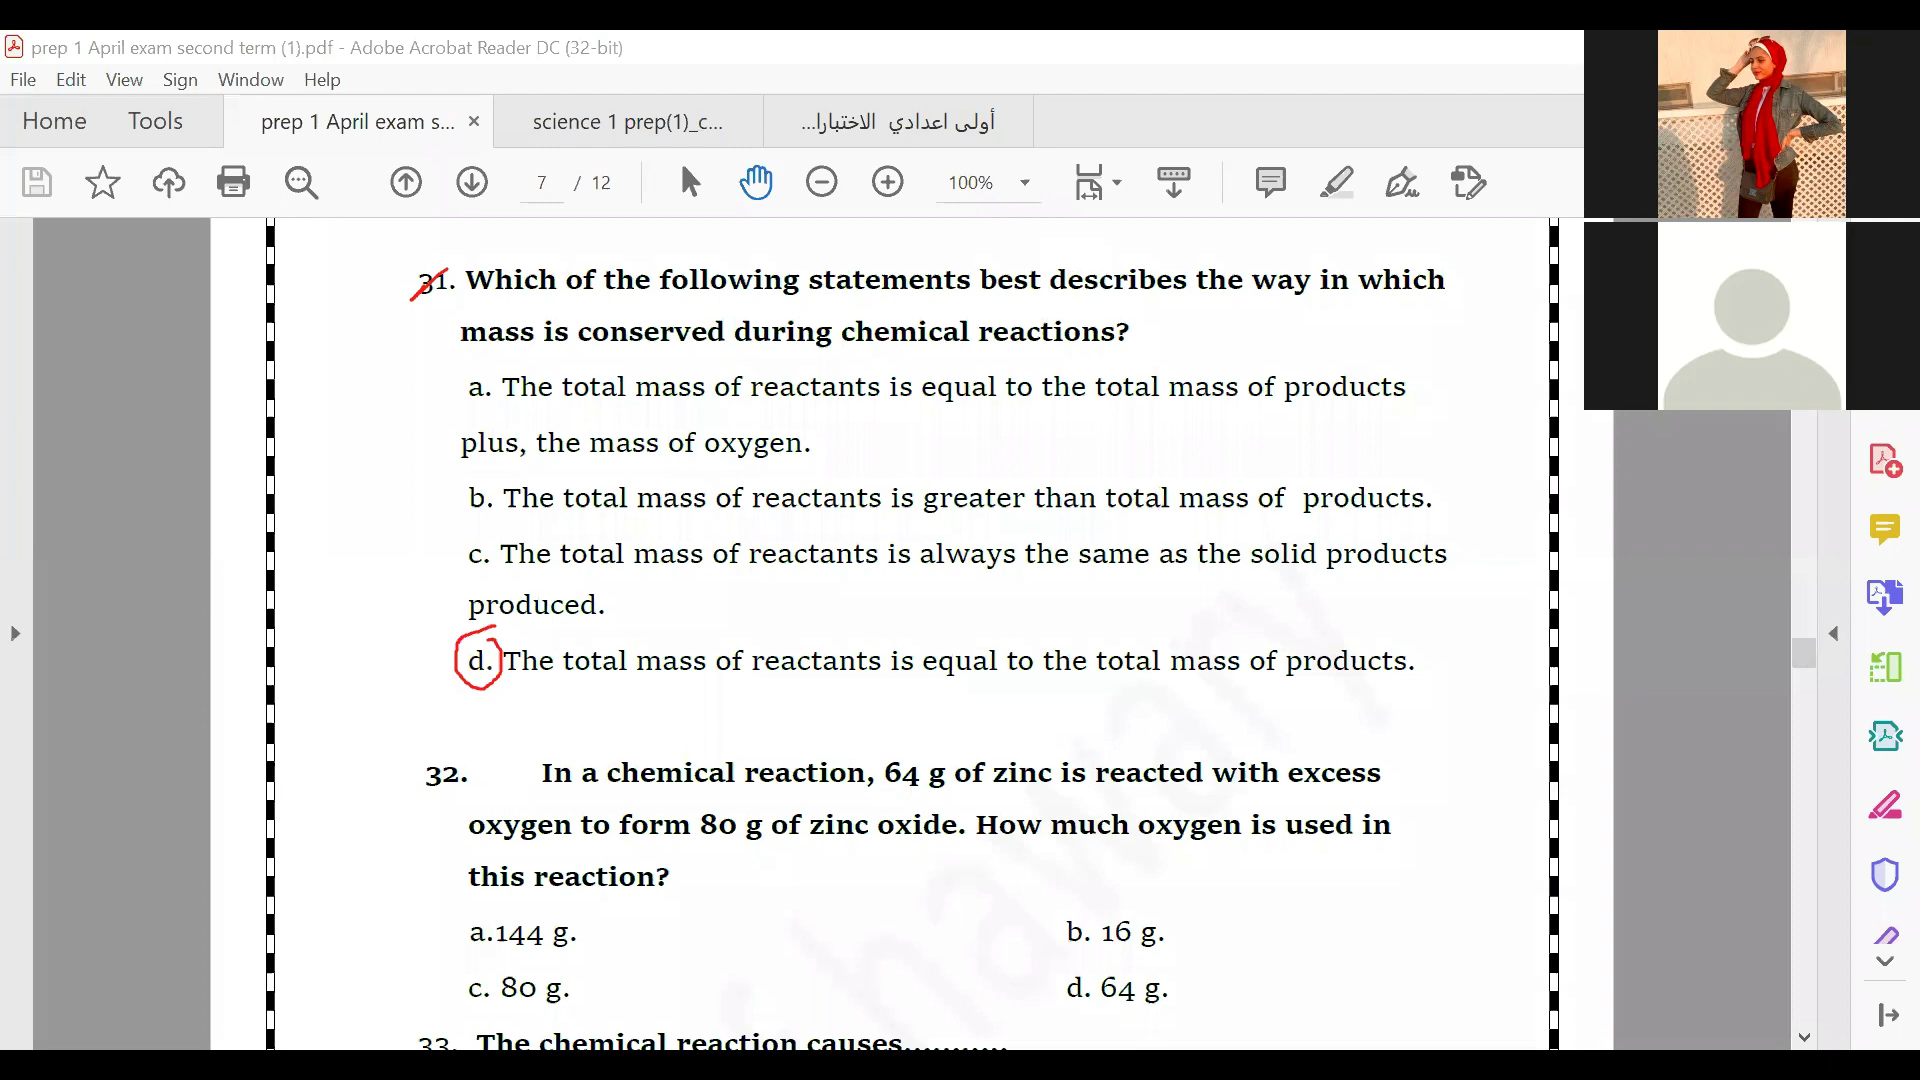 prep 1 April exam second term (1).pdf - Adobe Acrobat Reader DC (32-bit)
File Edit View Sign Window Help
Home Tools prep 1 April exam s... × science 1 prep(1)_c... أولى اعدادي الاختبارا...
7 / 12 100%
31. Which of the following statements best describes the way in which
mass is conserved during chemical reactions?
a. The total mass of reactants is equal to the total mass of products
plus, the mass of oxygen.
b. The total mass of reactants is greater than total mass of products.
c. The total mass of reactants is always the same as the solid products
produced.
d. The total mass of reactants is equal to the total mass of products.
32. In a chemical reaction, 64 g of zinc is reacted with excess
oxygen to form 80 g of zinc oxide. How much oxygen is used in
this reaction?
a.144 g. b. 16 g.
c. 80 g. d. 64 g.
33. The chemical reaction causes...........